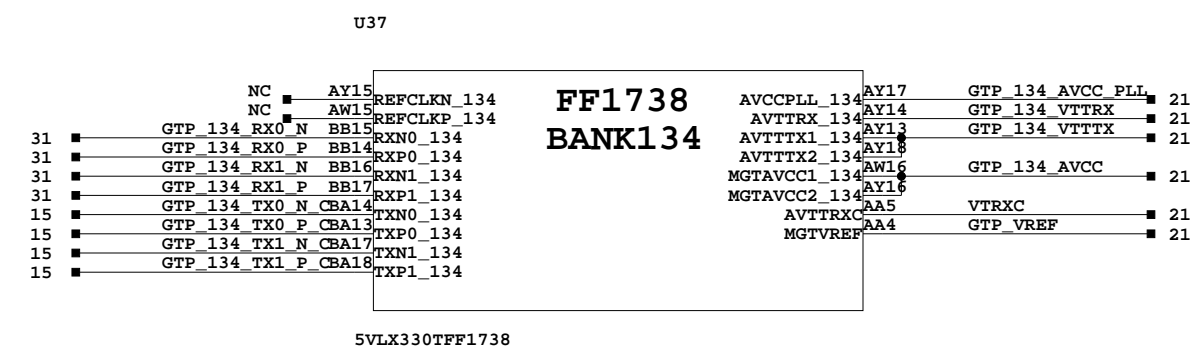 U37
FF1738
BANK134
NC AY15 REFCLKN_134
NC AW15 REFCLKP_134
31 GTP_134_RX0_N BB15 RXN0_134
31 GTP_134_RX0_P BB14 RXP0_134
31 GTP_134_RX1_N BB16 RXN1_134
31 GTP_134_RX1_P BB17 RXP1_134
15 GTP_134_TX0_N_C BA14 TXN0_134
15 GTP_134_TX0_P_C BA13 TXP0_134
15 GTP_134_TX1_N_C BA17 TXN1_134
15 GTP_134_TX1_P_C BA18 TXP1_134
AVCCPLL_134 AY17 GTP_134_AVCC_PLL 21
AVTTRX_134 AY14 GTP_134_VTTRX 21
AVTTTX1_134 AY13 GTP_134_VTTTX 21
AVTTTX2_134 AY18
MGTAVCC1_134 AW16 GTP_134_AVCC 21
MGTAVCC2_134 AY16
AVTTRXC AA5 VTRXC 21
MGTVREF AA4 GTP_VREF 21
5VLX330TFF1738